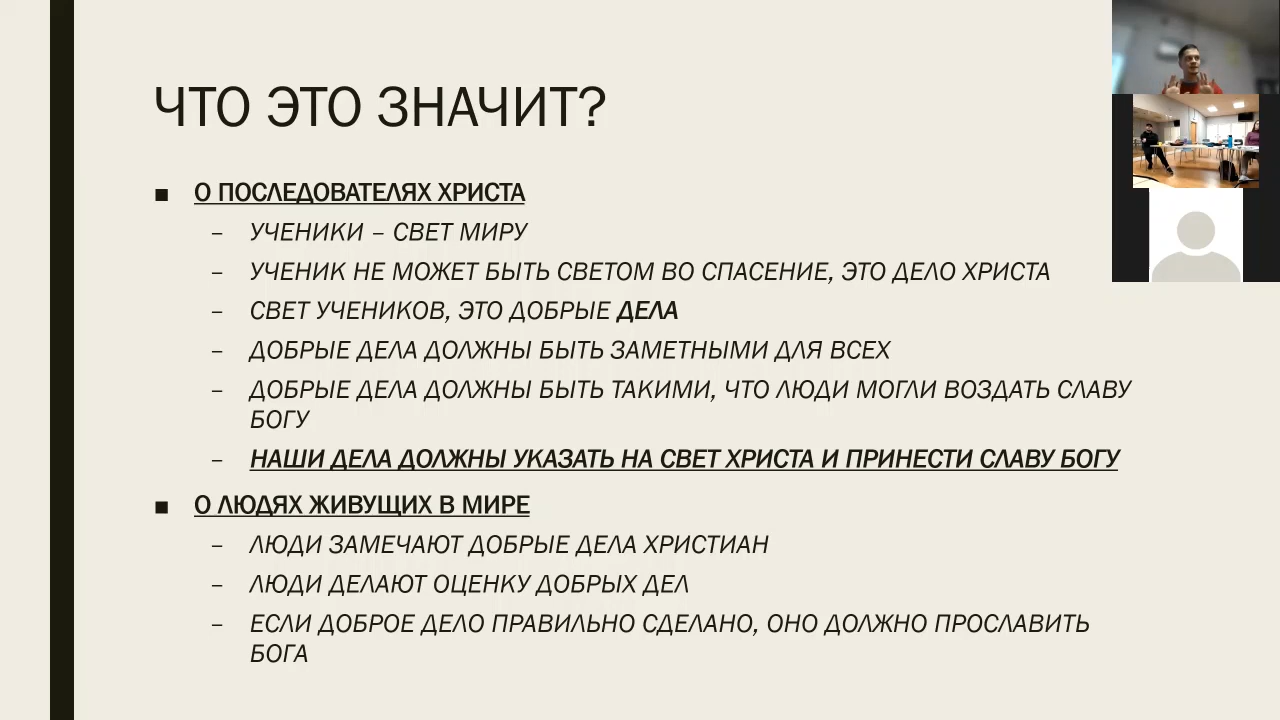 ЧТО ЭТО ЗНАЧИТ?
■ О ПОСЛЕДОВАТЕЛЯХ ХРИСТА
– УЧЕНИКИ – СВЕТ МИРУ
– УЧЕНИК НЕ МОЖЕТ БЫТЬ СВЕТОМ ВО СПАСЕНИЕ, ЭТО ДЕЛО ХРИСТА
– СВЕТ УЧЕНИКОВ, ЭТО ДОБРЫЕ ДЕЛА
– ДОБРЫЕ ДЕЛА ДОЛЖНЫ БЫТЬ ЗАМЕТНЫМИ ДЛЯ ВСЕХ
– ДОБРЫЕ ДЕЛА ДОЛЖНЫ БЫТЬ ТАКИМИ, ЧТО ЛЮДИ МОГЛИ ВОЗДАТЬ СЛАВУ
БОГУ
– НАШИ ДЕЛА ДОЛЖНЫ УКАЗАТЬ НА СВЕТ ХРИСТА И ПРИНЕСТИ СЛАВУ БОГУ
■ О ЛЮДЯХ ЖИВУЩИХ В МИРЕ
– ЛЮДИ ЗАМЕЧАЮТ ДОБРЫЕ ДЕЛА ХРИСТИАН
– ЛЮДИ ДЕЛАЮТ ОЦЕНКУ ДОБРЫХ ДЕЛ
– ЕСЛИ ДОБРОЕ ДЕЛО ПРАВИЛЬНО СДЕЛАНО, ОНО ДОЛЖНО ПРОСЛАВИТЬ
БОГА